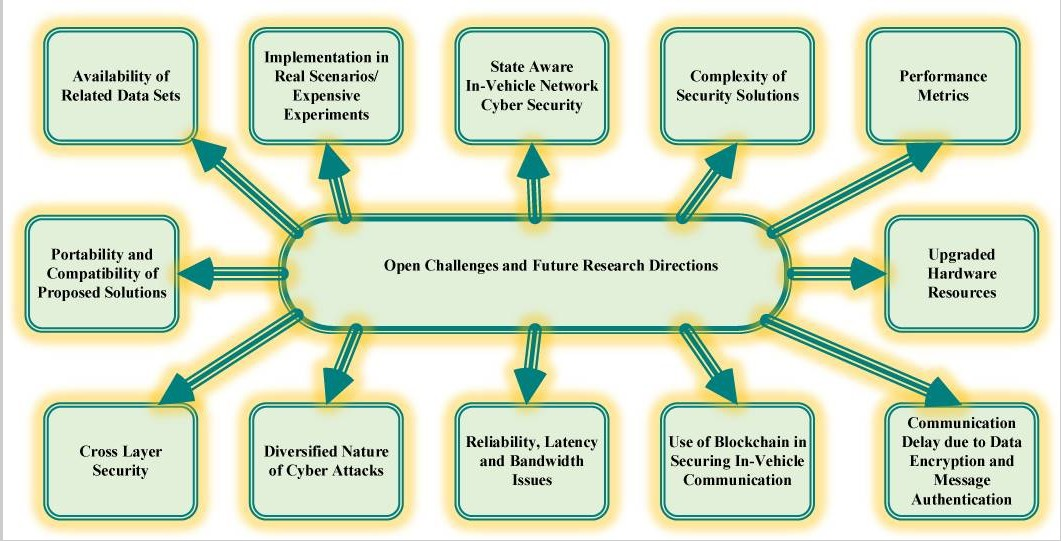 Availability of
Related Data Sets
Implementation in
Real Scenarios/
Expensive
Experiments
State Aware
In-Vehicle Network
Cyber Security
Complexity of
Security Solutions
Performance
Metrics
Portability and
Compatibility of
Proposed Solutions
Open Challenges and Future Research Directions
Upgraded
Hardware
Resources
Cross Layer
Security
Diversified Nature
of Cyber Attacks
Reliability, Latency
and Bandwidth
Issues
Use of Blockchain in
Securing In-Vehicle
Communication
Communication
Delay due to Data
Encryption and
Message
Authentication